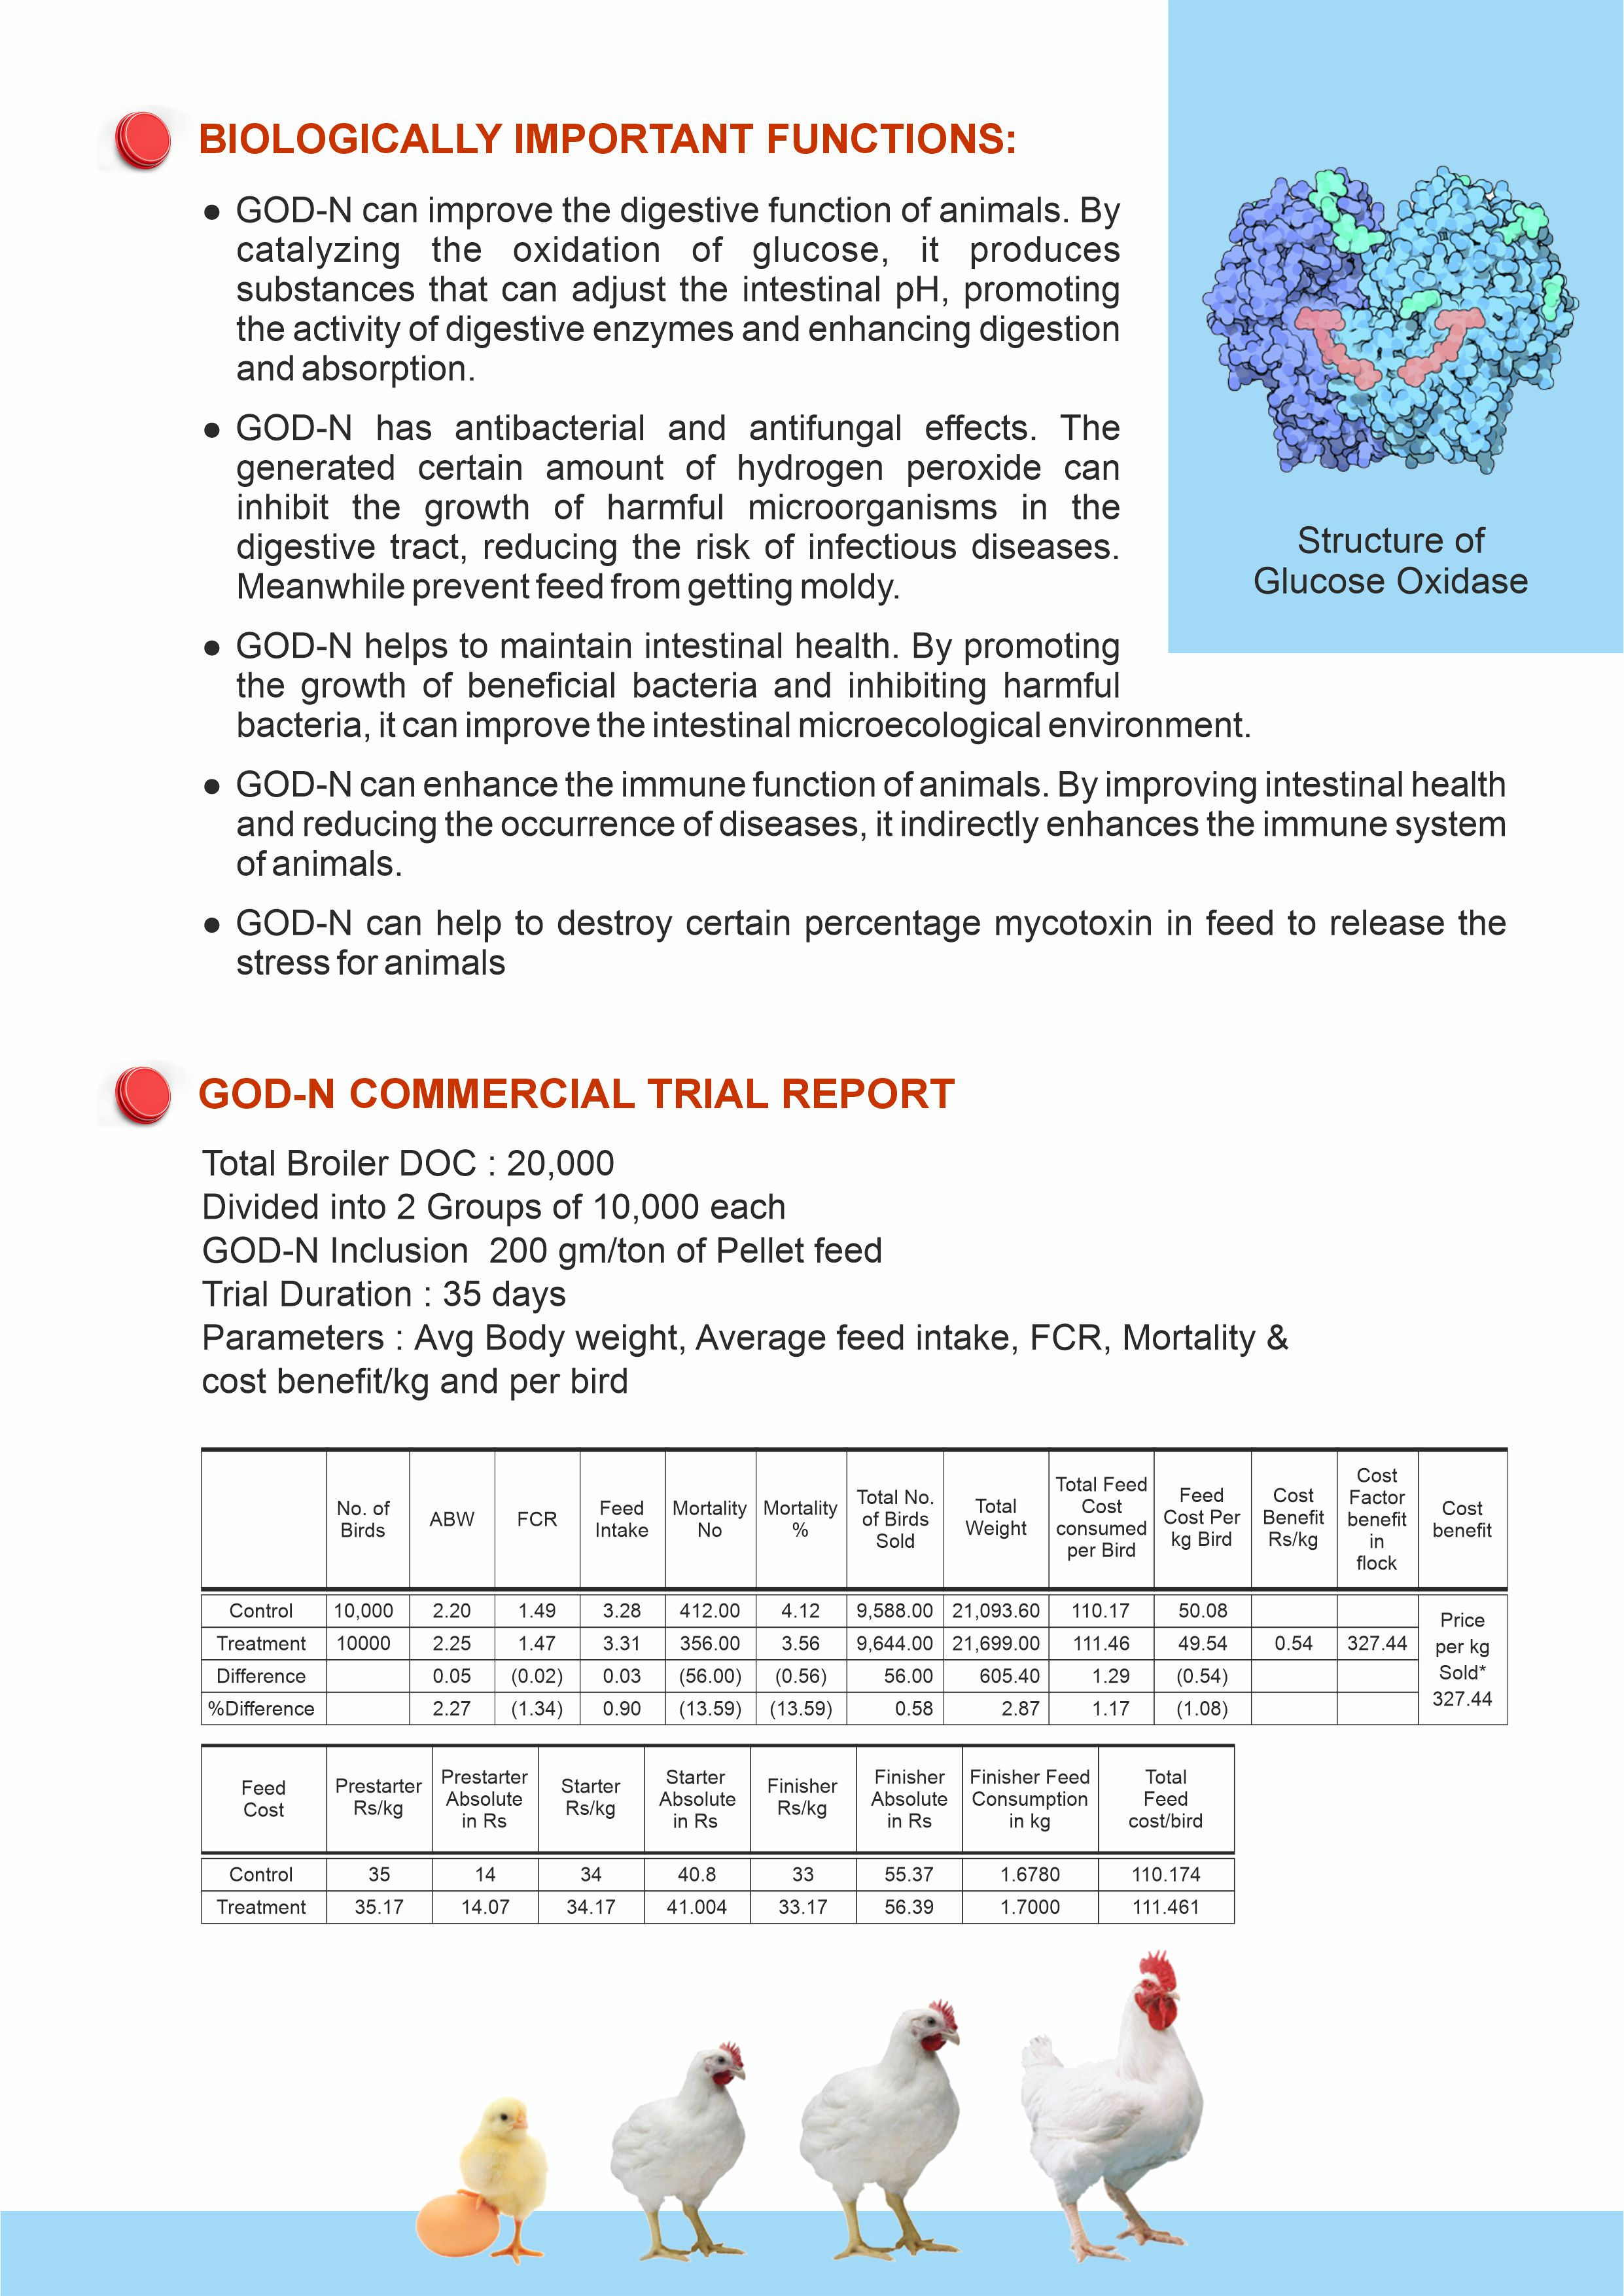 BIOLOGICALLY IMPORTANT FUNCTIONS:
● GOD-N can improve the digestive function of animals. By
catalyzing the oxidation of glucose, it produces
substances that can adjust the intestinal pH, promoting
the activity of digestive enzymes and enhancing digestion
and absorption.
● GOD-N has antibacterial and antifungal effects. The
generated certain amount of hydrogen peroxide can
inhibit the growth of harmful microorganisms in the
digestive tract, reducing the risk of infectious diseases.
Meanwhile prevent feed from getting moldy.
● GOD-N helps to maintain intestinal health. By promoting
the growth of beneficial bacteria and inhibiting harmful
bacteria, it can improve the intestinal microecological environment.
● GOD-N can enhance the immune function of animals. By improving intestinal health
and reducing the occurrence of diseases, it indirectly enhances the immune system
of animals.
● GOD-N can help to destroy certain percentage mycotoxin in feed to release the
stress for animals
Structure of
Glucose Oxidase
GOD-N COMMERCIAL TRIAL REPORT
Total Broiler DOC : 20,000
Divided into 2 Groups of 10,000 each
GOD-N Inclusion 200 gm/ton of Pellet feed
Trial Duration : 35 days
Parameters : Avg Body weight, Average feed intake, FCR, Mortality &
cost benefit/kg and per bird
No. of Birds ABW FCR Feed Intake Mortality No Mortality % Total No. of Birds Sold Total Weight Total Feed Cost consumed per Bird Feed Cost Per kg Bird Cost Benefit Rs/kg Cost Factor benefit in flock Cost benefit
Control 10,000 2.20 1.49 3.28 412.00 4.12 9,588.00 21,093.60 110.17 50.08
Treatment 10000 2.25 1.47 3.31 356.00 3.56 9,644.00 21,699.00 111.46 49.54 0.54 327.44
Difference 0.05 (0.02) 0.03 (56.00) (0.56) 56.00 605.40 1.29 (0.54)
%Difference 2.27 (1.34) 0.90 (13.59) (13.59) 0.58 2.87 1.17 (1.08)
Price
per kg
Sold*
327.44
Feed Cost Prestarter Rs/kg Prestarter Absolute in Rs Starter Rs/kg Starter Absolute in Rs Finisher Rs/kg Finisher Absolute in Rs Finisher Feed Consumption in kg Total Feed cost/bird
Control 35 14 34 40.8 33 55.37 1.6780 110.174
Treatment 35.17 14.07 34.17 41.004 33.17 56.39 1.7000 111.461